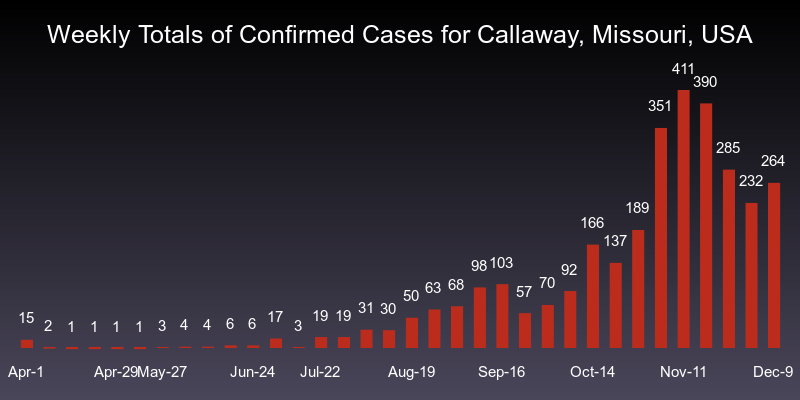 Weekly Totals of Confirmed Cases for Callaway, Missouri, USA
15 2 1 1 1 1 3 4 4 6 6 17 3 19 19 31 30 50 63 68 98 103 57 70 92 166 137 189 351 411 390 285 232 264
Apr-1 Apr-29 May-27 Jun-24 Jul-22 Aug-19 Sep-16 Oct-14 Nov-11 Dec-9